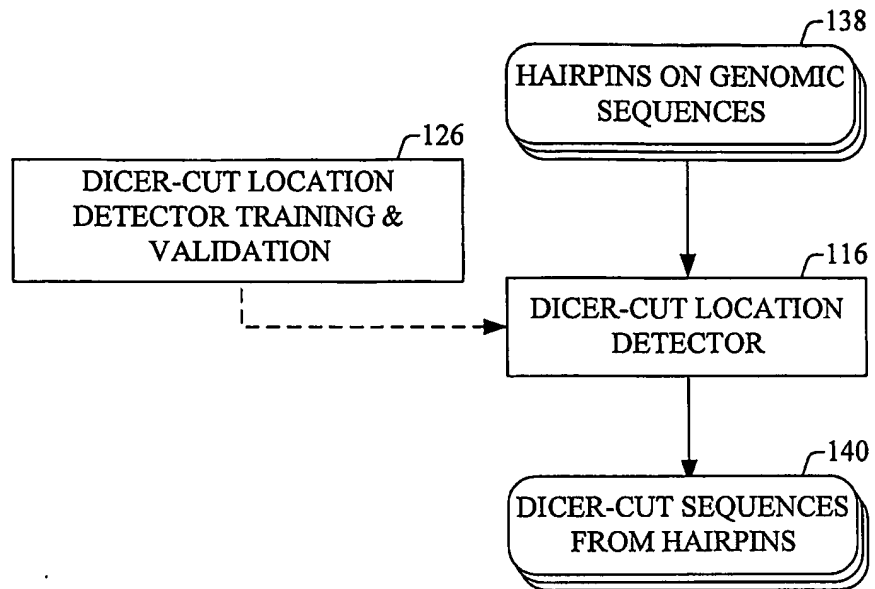 138
HAIRPINS ON GENOMIC
SEQUENCES
126
DICER-CUT LOCATION
DETECTOR TRAINING &
VALIDATION
116
DICER-CUT LOCATION
DETECTOR
140
DICER-CUT SEQUENCES
FROM HAIRPINS